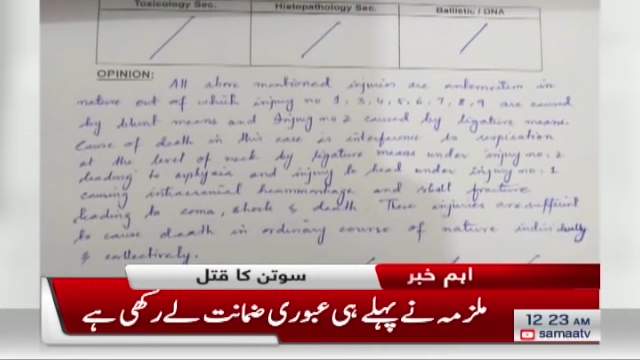 Toxicology Sec.
Histopathology Sec.
Ballistic / DNA
OPINION:
All above mentioned injuries are antemortem in
nature out of which injury no 1, 3, 4, 5, 6, 7, 8, 9 are caused
by blunt means and Injury no 2 caused by ligature means.
Cause of death in this case is interference to respiration
at the level of neck by ligature means under injury no: 2
leading to asphyxia and injury to head under injury no: 1
causing intracranial heammorhage and skull fracture
leading to coma, shock & death. These injuries are sufficient
to cause death in ordinary course of nature individually
& collectively.
سوتن کا قتل
اہم خبر
ملزمہ نے پہلے ہی عبوری ضمانت لے رکھی ہے
12 23 AM
samaatv